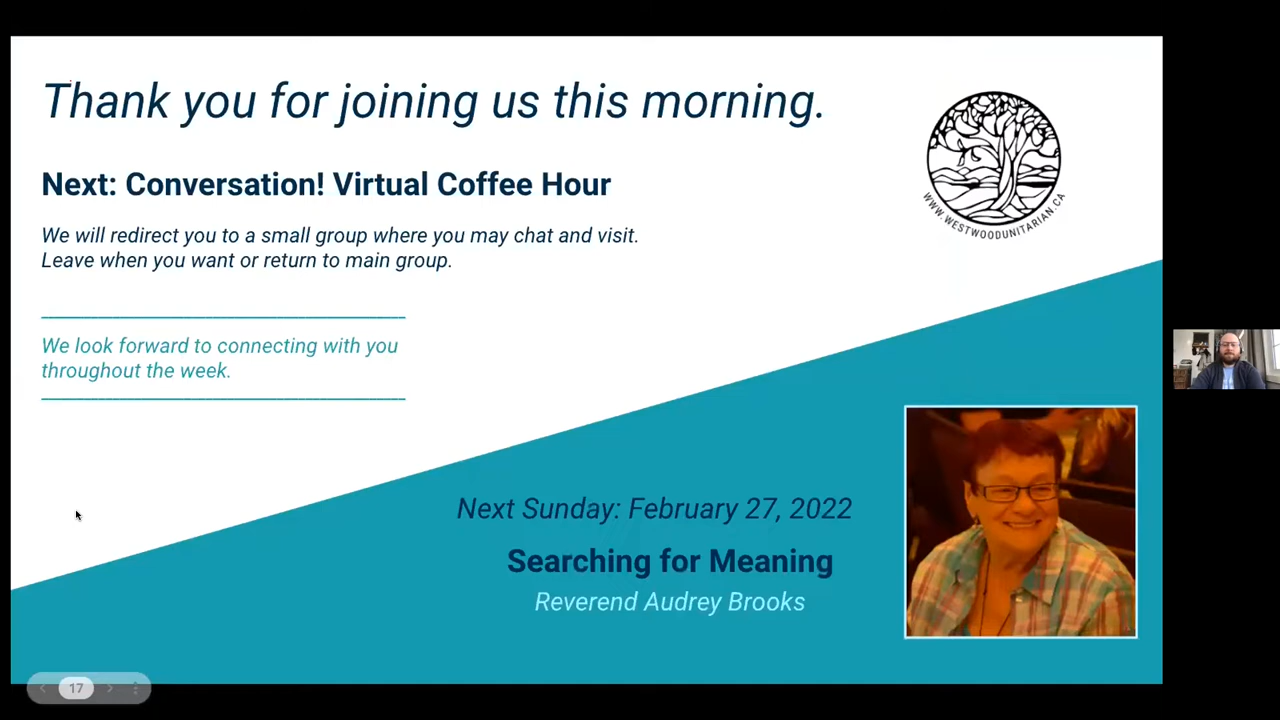 Thank you for joining us this morning.
Next: Conversation! Virtual Coffee Hour
We will redirect you to a small group where you may chat and visit.
Leave when you want or return to main group.
WWW.WESTWOODUNITARIAN.CA
We look forward to connecting with you
throughout the week.
Next Sunday: February 27, 2022
Searching for Meaning
Reverend Audrey Brooks
17